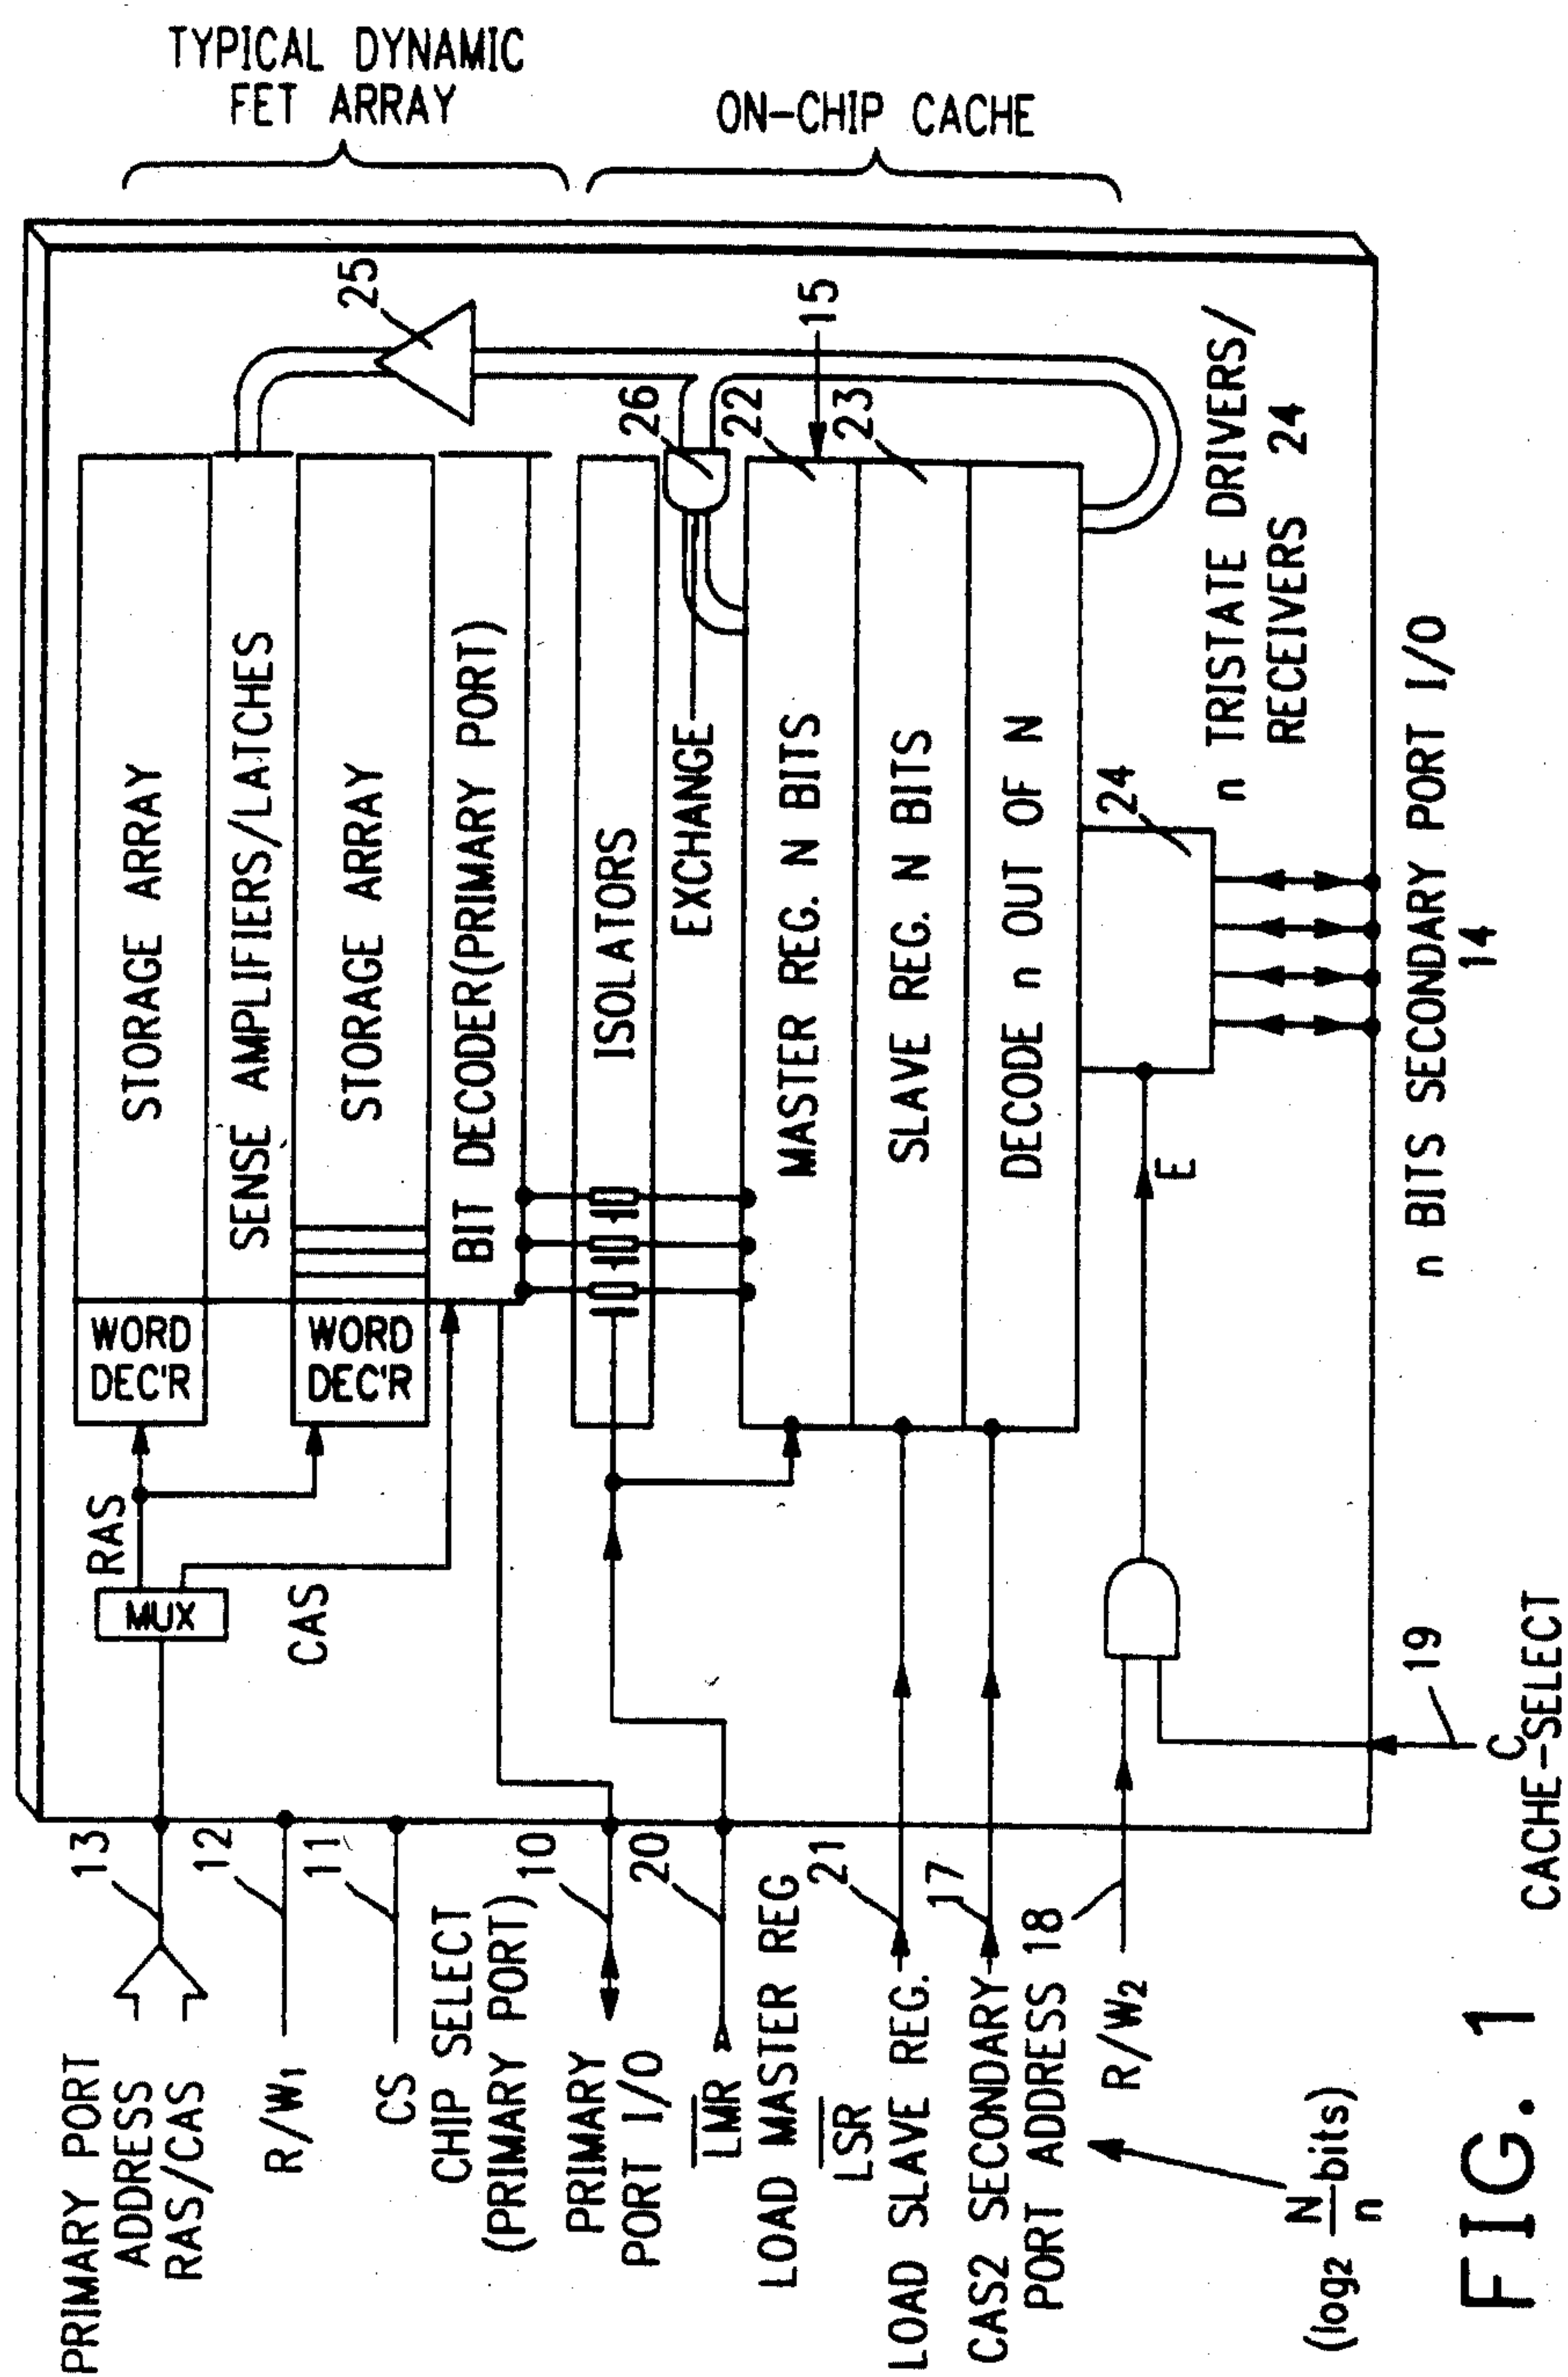 TYPICAL DYNAMIC
FET ARRAY
ON-CHIP CACHE
PRIMARY PORT
ADDRESS
RAS/CAS
13
MUX
RAS
CAS
WORD
DEC'R
STORAGE ARRAY
SENSE AMPLIFIERS/LATCHES
WORD
DEC'R
STORAGE ARRAY
BIT DECODER(PRIMARY PORT)
25
R/W1
12
CS
11
CHIP SELECT
(PRIMARY PORT)
PRIMARY
PORT I/O
10
ISOLATORS
EXCHANGE
26
LMR
20
LOAD MASTER REG
MASTER REG. N BITS
22
15
LSR
LOAD SLAVE REG.
21
SLAVE REG. N BITS
23
CAS2 SECONDARY
PORT ADDRESS
17
DECODE n OUT OF N
18
R/W2
E
24
n TRISTATE DRIVERS/
RECEIVERS 24
(log2 N/n bits)
19
C
CACHE-SELECT
n BITS SECONDARY PORT I/O
14
FIG. 1